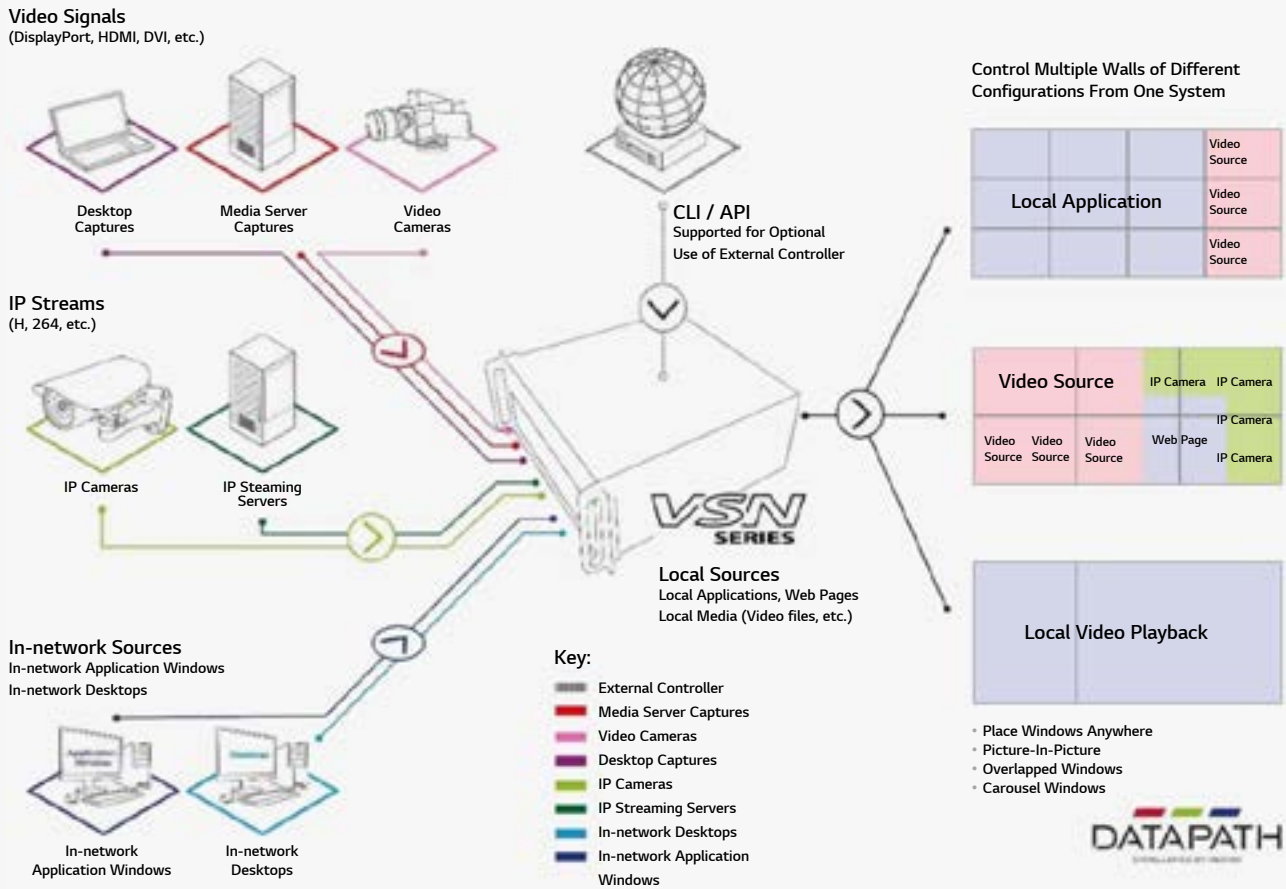 Video Signals
(DisplayPort, HDMI, DVI, etc.)
Desktop
Captures
Media Server
Captures
Video
Cameras
IP Streams
(H, 264, etc.)
IP Cameras
IP Steaming
Servers
In-network Sources
In-network Application Windows
In-network Desktops
Application
Window
Desktop
In-network
Application Windows
In-network
Desktops
CLI / API
Supported for Optional
Use of External Controller
VSN
SERIES
Local Sources
Local Applications, Web Pages
Local Media (Video files, etc.)
Key:
External Controller
Media Server Captures
Video Cameras
Desktop Captures
IP Cameras
IP Streaming Servers
In-network Desktops
In-network Application
Windows
Control Multiple Walls of Different
Configurations From One System
Local Application
Video
Source
Video
Source
Video
Source
Video Source
IP Camera
IP Camera
IP Camera
Video
Source
Video
Source
Video
Source
Web Page
IP Camera
Local Video Playback
• Place Windows Anywhere
• Picture-In-Picture
• Overlapped Windows
• Carousel Windows
DATAPATH